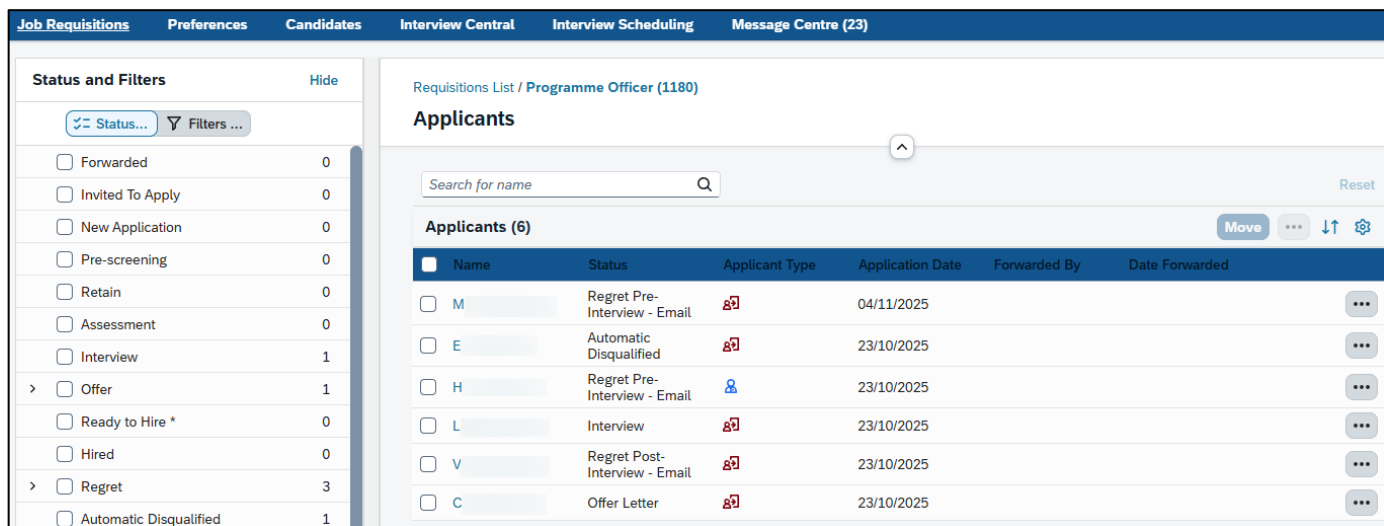 Job Requisitions Preferences Candidates Interview Central Interview Scheduling Message Centre (23)
Status and Filters Hide
Status... Filters ...
Forwarded 0
Invited To Apply 0
New Application 0
Pre-screening 0
Retain 0
Assessment 0
Interview 1
Offer 1
Ready to Hire * 0
Hired 0
Regret 3
Automatic Disqualified 1
Requisitions List / Programme Officer (1180)
Applicants
Search for name
Reset
Applicants (6) Move
Name Status Applicant Type Application Date Forwarded By Date Forwarded
M Regret Pre-Interview - Email 04/11/2025
E Automatic Disqualified 23/10/2025
H Regret Pre-Interview - Email 23/10/2025
L Interview 23/10/2025
V Regret Post-Interview - Email 23/10/2025
C Offer Letter 23/10/2025